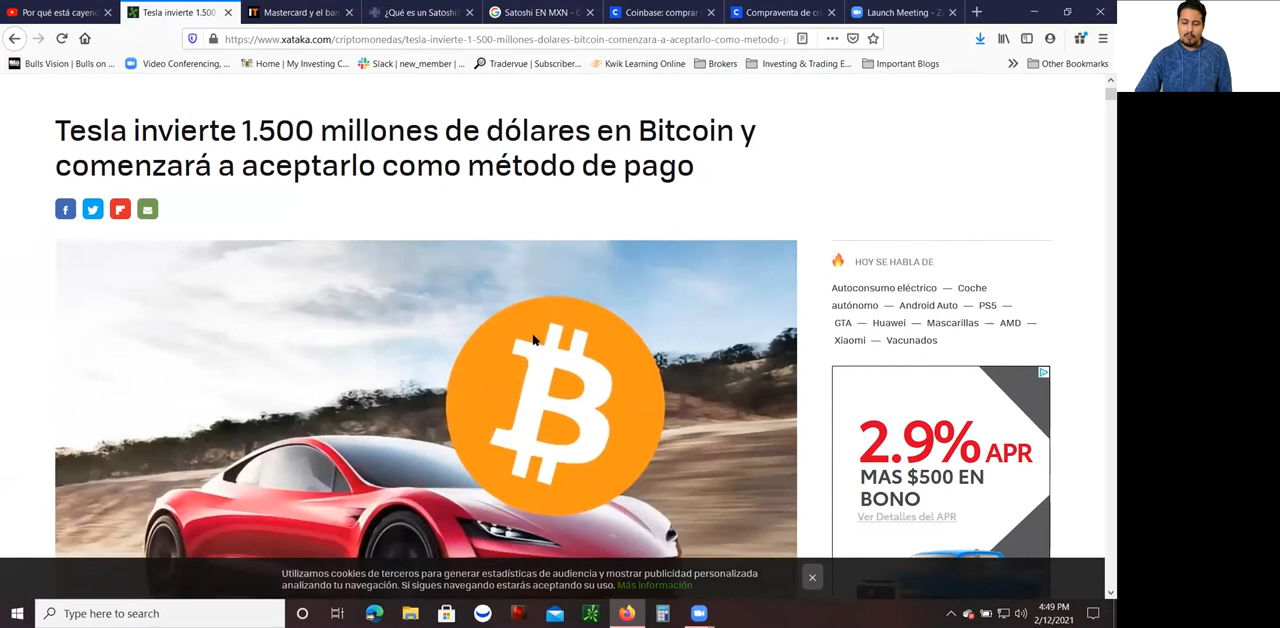 Por qué está cayeno
Tesla invierte 1.500
Mastercard y el ban
¿Qué es un Satoshi?
Satoshi EN MXN - G
Coinbase: comprar
Compraventa de cri
Launch Meeting - Z
https://www.xataka.com/criptomonedas/tesla-invierte-1-500-millones-dolares-bitcoin-comenzara-a-aceptarlo-como-metodo-p
Bulls Vision | Bulls on ...
Video Conferencing, ...
Home | My Investing C...
Slack | new_member | ...
Tradervue | Subscriber...
Kwik Learning Online
Brokers
Investing & Trading E...
Important Blogs
Other Bookmarks
Tesla invierte 1.500 millones de dólares en Bitcoin y
comenzará a aceptarlo como método de pago
HOY SE HABLA DE
Autoconsumo eléctrico — Coche
autónomo — Android Auto — PS5 —
GTA — Huawei — Mascarillas — AMD —
Xiaomi — Vacunados
2.9% APR
MAS $500 EN
BONO
Ver Detalles del APR
Utilizamos cookies de terceros para generar estadísticas de audiencia y mostrar publicidad personalizada
analizando tu navegación. Si sigues navegando estarás aceptando su uso. Más información
Type here to search
4:49 PM
2/12/2021